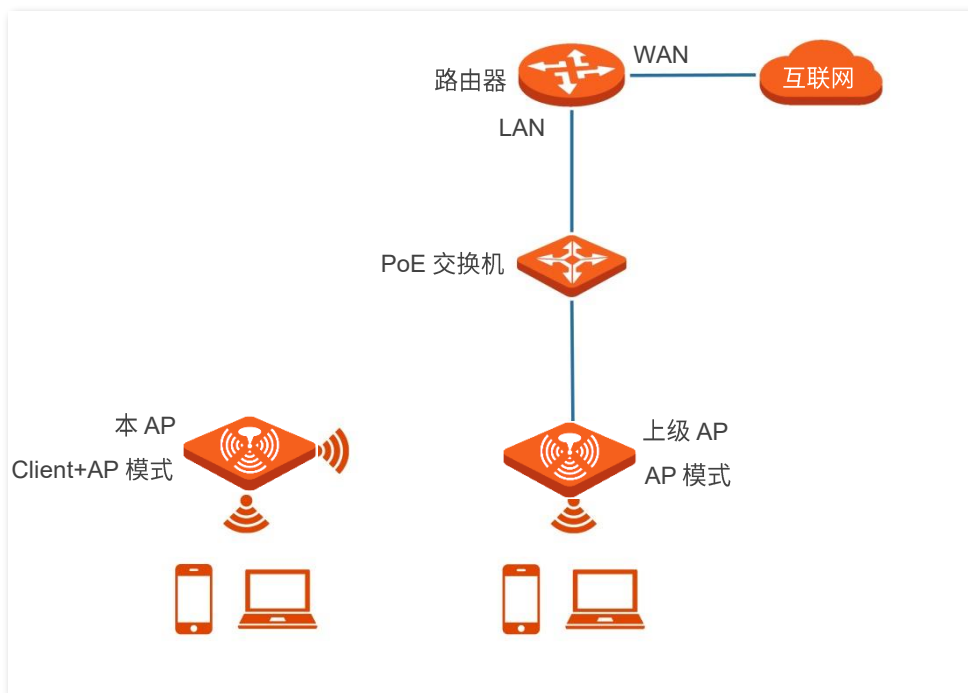 WAN
路由器
互联网
LAN
PoE 交换机
本 AP
Client+AP 模式
上级 AP
AP 模式